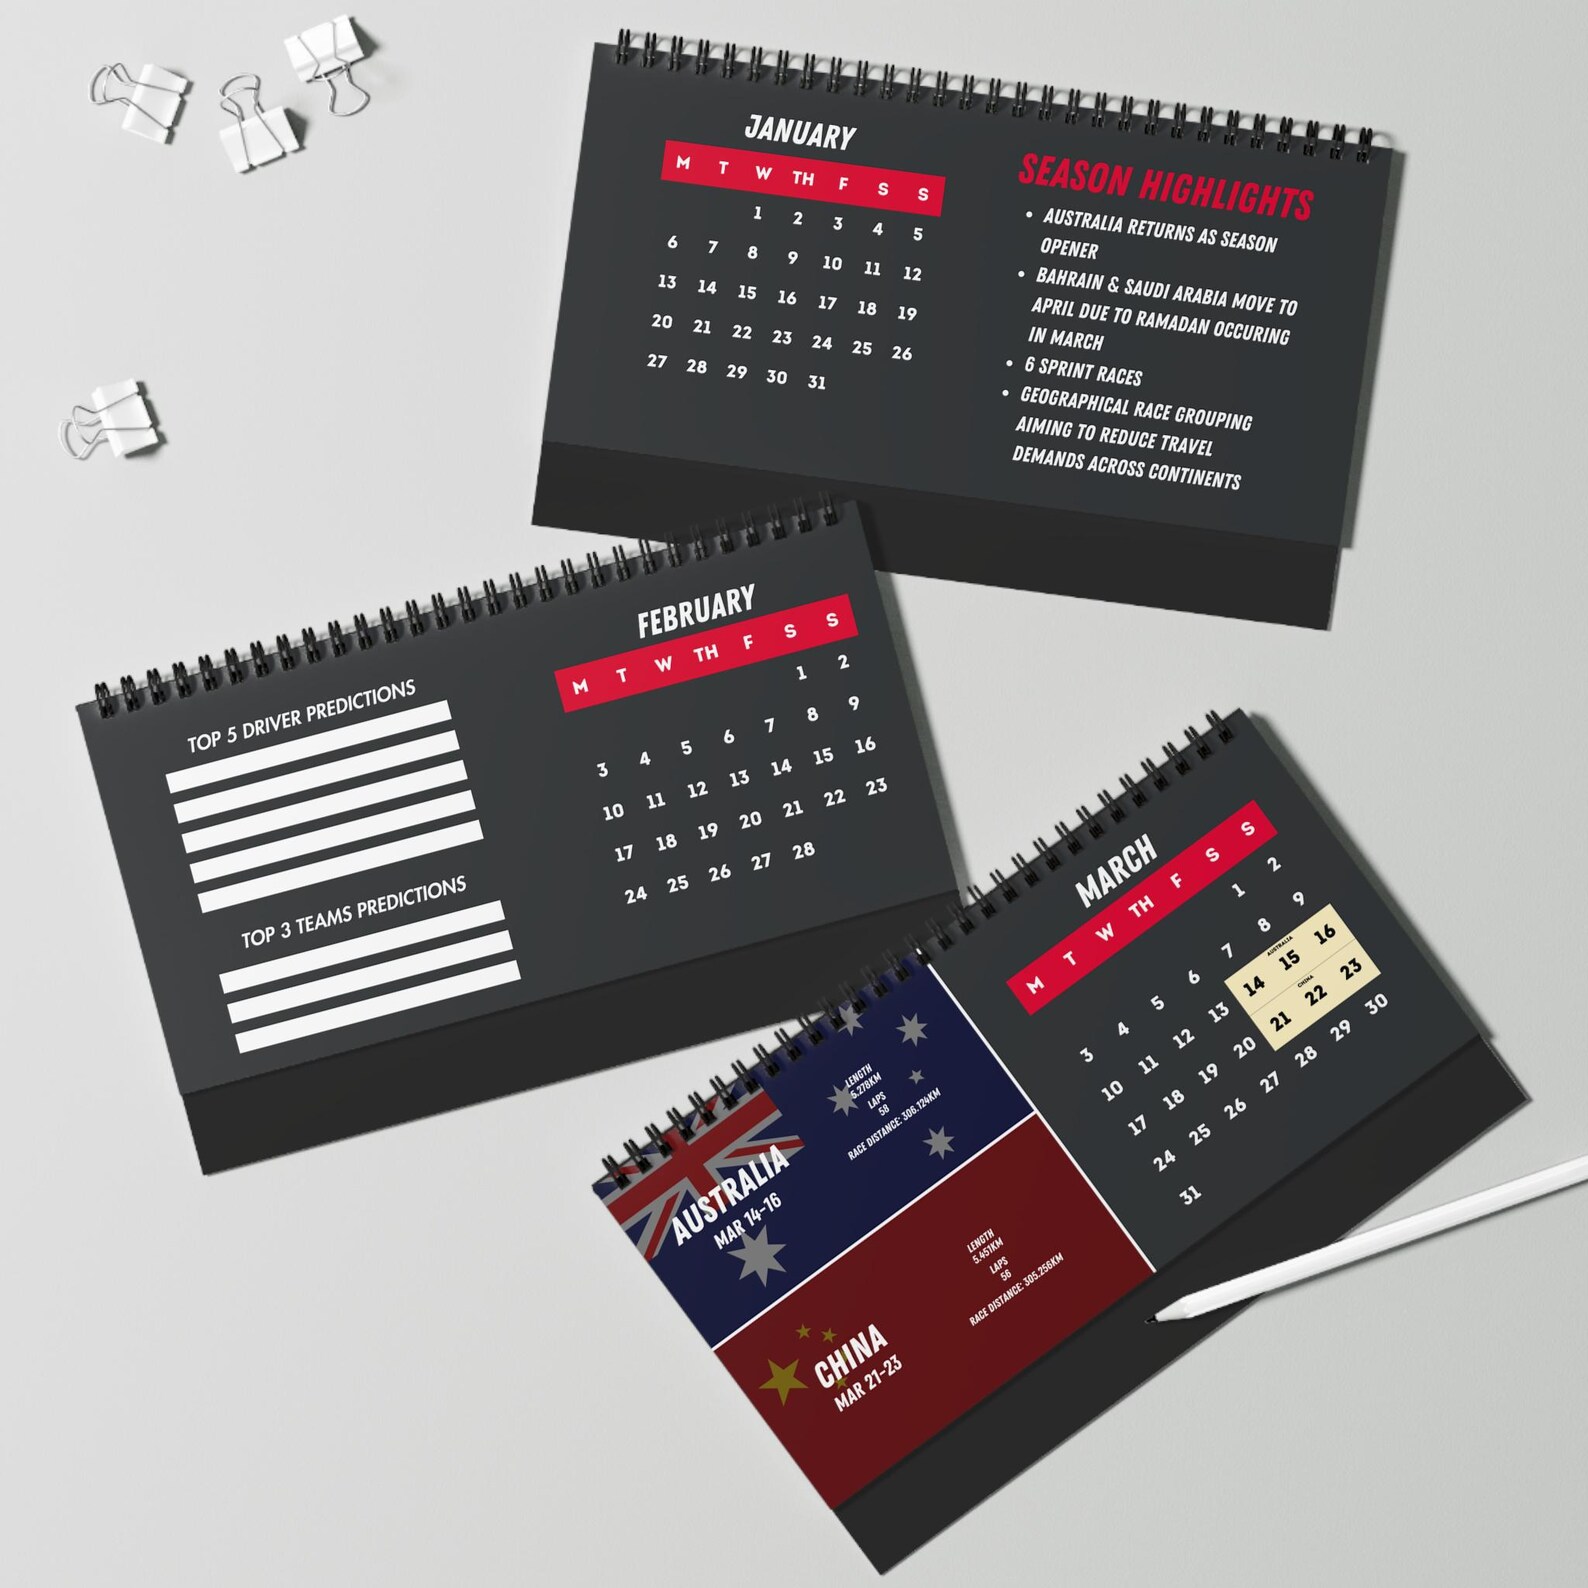 JANUARY
M T W TH F S S
1 2 3 4 5
6 7 8 9 10 11 12
13 14 15 16 17 18 19
20 21 22 23 24 25 26
27 28 29 30 31
SEASON HIGHLIGHTS
• AUSTRALIA RETURNS AS SEASON
OPENER
• BAHRAIN & SAUDI ARABIA MOVE TO
APRIL DUE TO RAMADAN OCCURING
IN MARCH
• 6 SPRINT RACES
• GEOGRAPHICAL RACE GROUPING
AIMING TO REDUCE TRAVEL
DEMANDS ACROSS CONTINENTS
TOP 5 DRIVER PREDICTIONS
TOP 3 TEAMS PREDICTIONS
FEBRUARY
M T W TH F S S
1 2
3 4 5 6 7 8 9
10 11 12 13 14 15 16
17 18 19 20 21 22 23
24 25 26 27 28
AUSTRALIA
MAR 14-16
LENGTH
5.278KM
LAPS
58
RACE DISTANCE: 306.124KM
CHINA
MAR 21-23
LENGTH
5.451KM
LAPS
56
RACE DISTANCE: 305.256KM
MARCH
M T W TH F S S
1 2
3 4 5 6 7 8 9
AUSTRALIA
10 11 12 13 14 15 16
CHINA
17 18 19 20 21 22 23
24 25 26 27 28 29 30
31